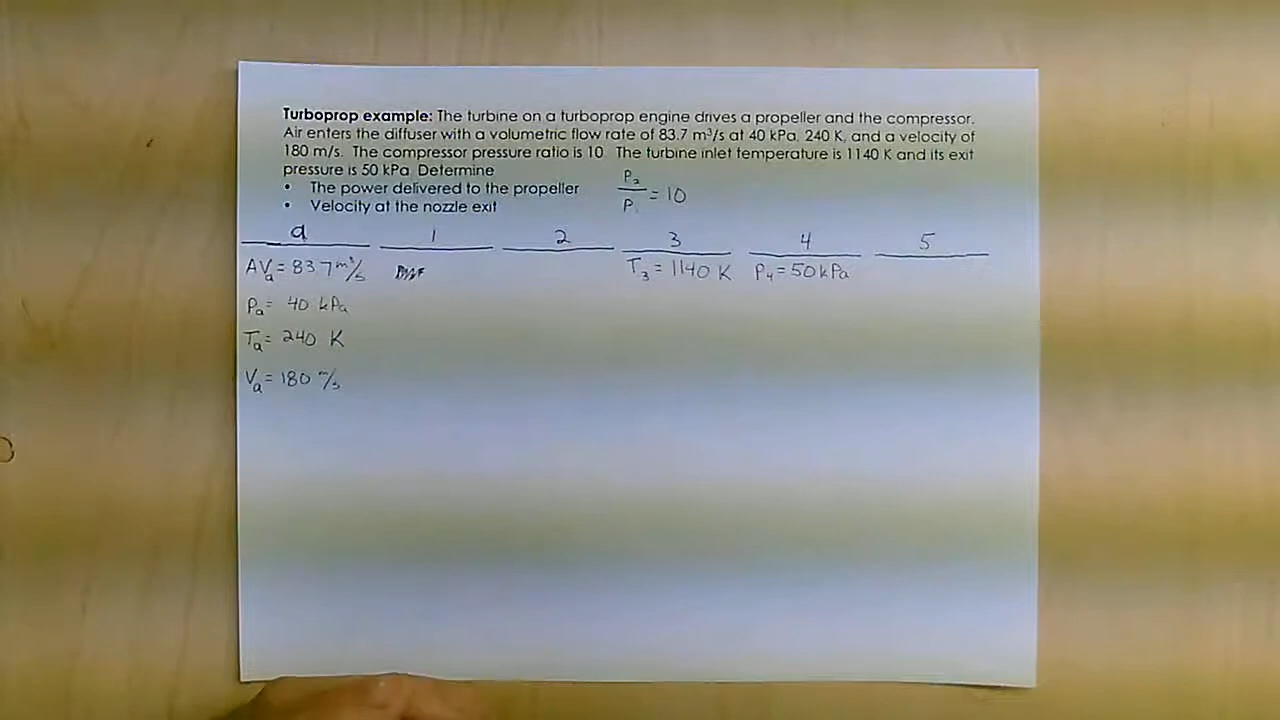 Turboprop example: The turbine on a turboprop engine drives a propeller and the compressor.
Air enters the diffuser with a volumetric flow rate of 83.7 m³/s at 40 kPa, 240 K, and a velocity of
180 m/s. The compressor pressure ratio is 10 The turbine inlet temperature is 1140 K and its exit
pressure is 50 kPa Determine
• The power delivered to the propeller
• Velocity at the nozzle exit
P₂/P₁ = 10
a 1 2 3 4 5
AVₐ = 83.7 m³/s T₃ = 1140 K P₄ = 50 kPa
Pₐ = 40 kPa
Tₐ = 240 K
Vₐ = 180 m/s